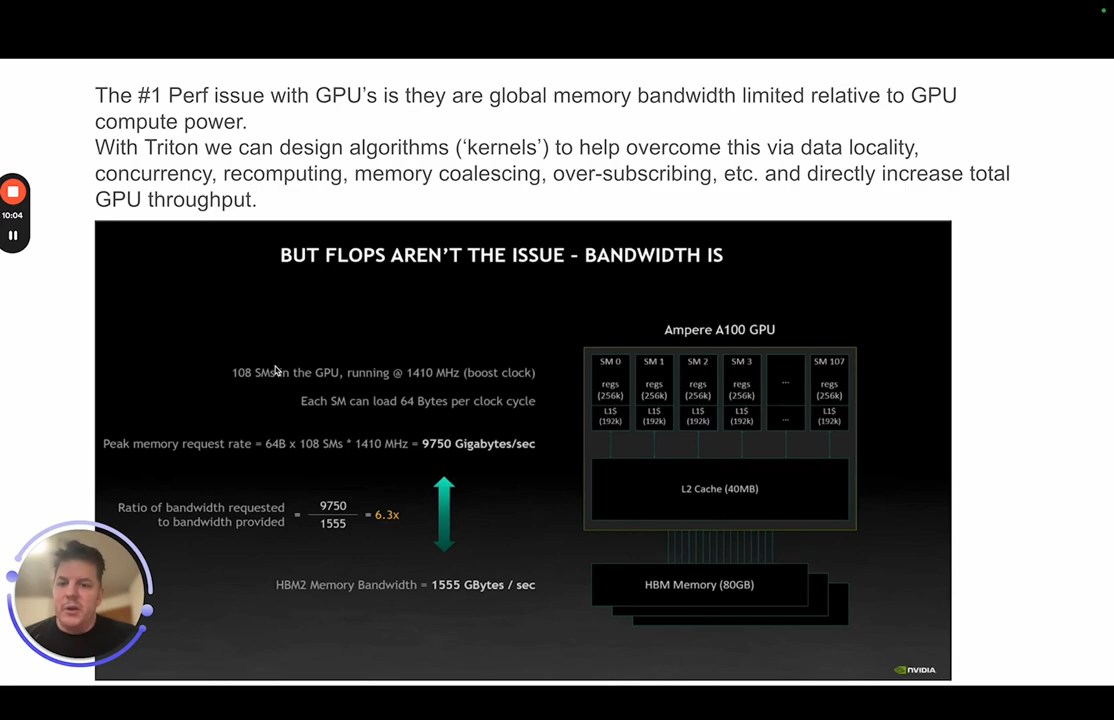 The #1 Perf issue with GPU's is they are global memory bandwidth limited relative to GPU
compute power.
With Triton we can design algorithms ('kernels') to help overcome this via data locality,
concurrency, recomputing, memory coalescing, over-subscribing, etc. and directly increase total
GPU throughput.
10:04
BUT FLOPS AREN'T THE ISSUE - BANDWIDTH IS
108 SMs in the GPU, running @ 1410 MHz (boost clock)
Each SM can load 64 Bytes per clock cycle
Peak memory request rate = 64B x 108 SMs * 1410 MHz = 9750 Gigabytes/sec
Ratio of bandwidth requested
to bandwidth provided
= 9750
1555
= 6.3x
HBM2 Memory Bandwidth = 1555 GBytes / sec
Ampere A100 GPU
SM 0 SM 1 SM 2 SM 3 ... SM 107
regs regs regs regs regs
(256k) (256k) (256k) (256k) (256k)
L1$ L1$ L1$ L1$ ... L1$
(192k) (192k) (192k) (192k) (192k)
L2 Cache (40MB)
HBM Memory (80GB)
NVIDIA